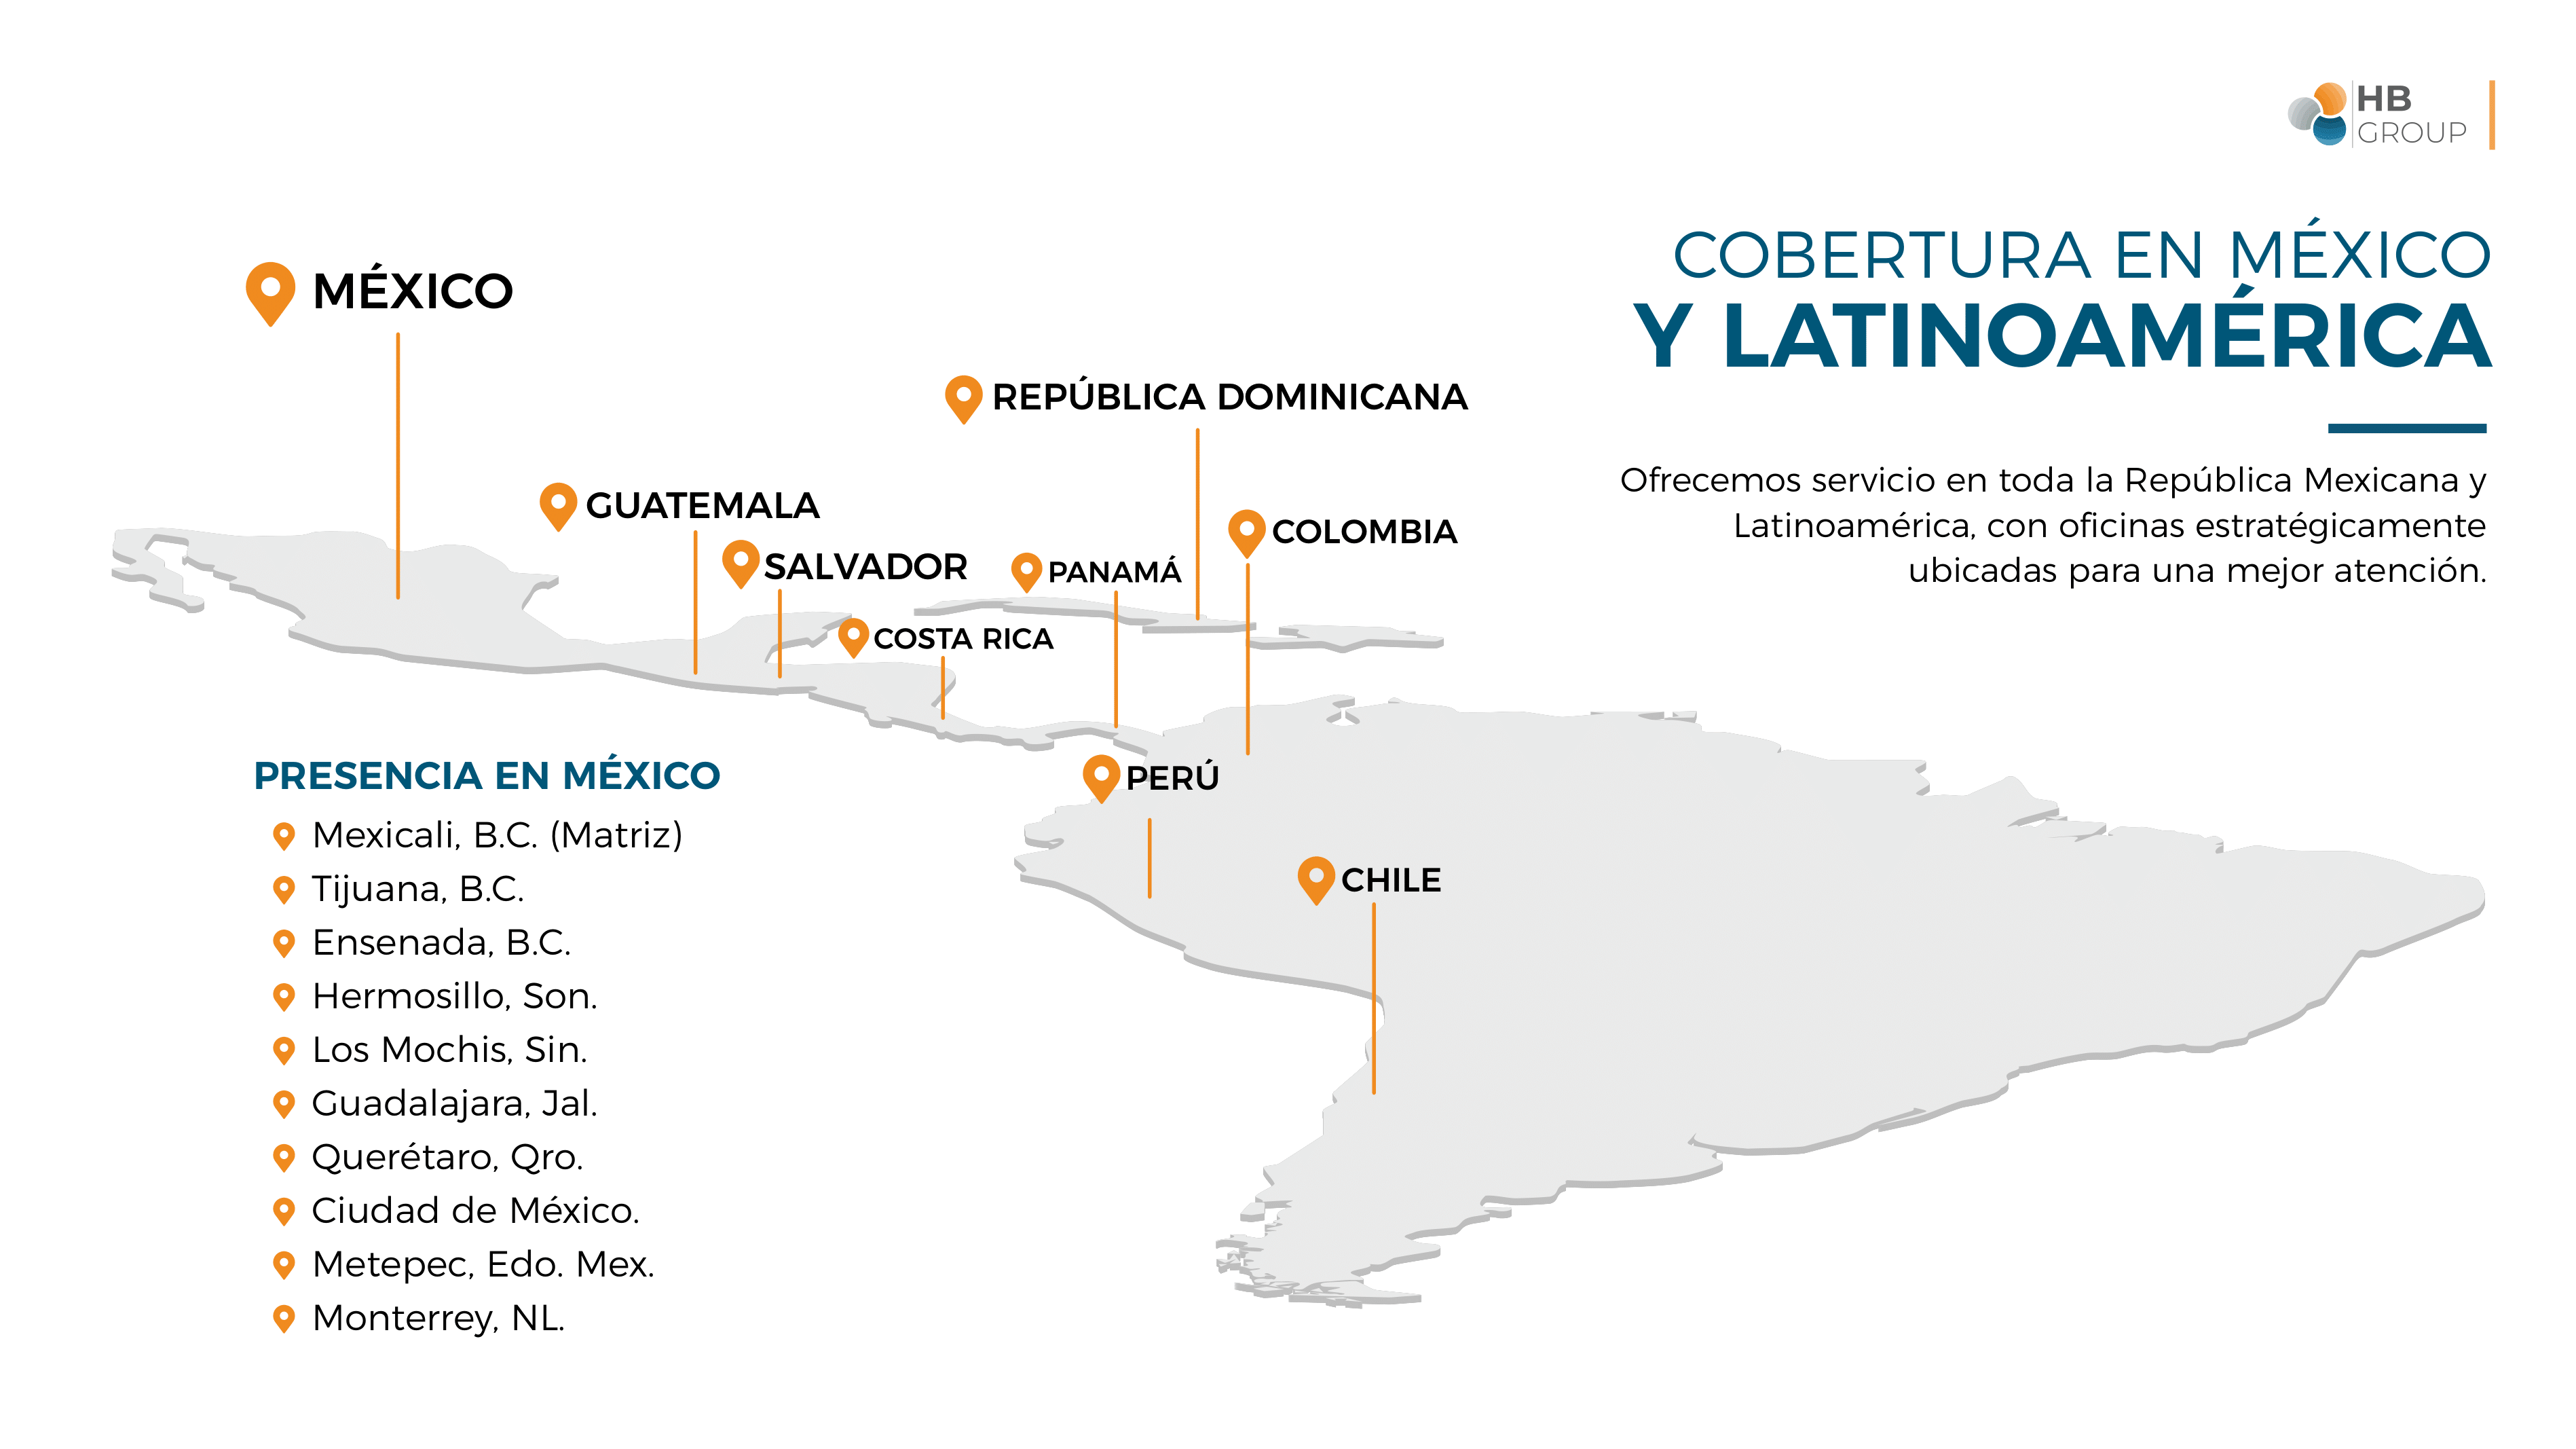 HB
GROUP
COBERTURA EN MÉXICO
Y LATINOAMÉRICA
Ofrecemos servicio en toda la República Mexicana y
Latinoamérica, con oficinas estratégicamente
ubicadas para una mejor atención.
MÉXICO
REPÚBLICA DOMINICANA
GUATEMALA
COLOMBIA
SALVADOR
PANAMÁ
COSTA RICA
PERÚ
CHILE
PRESENCIA EN MÉXICO
Mexicali, B.C. (Matriz)
Tijuana, B.C.
Ensenada, B.C.
Hermosillo, Son.
Los Mochis, Sin.
Guadalajara, Jal.
Querétaro, Qro.
Ciudad de México.
Metepec, Edo. Mex.
Monterrey, NL.